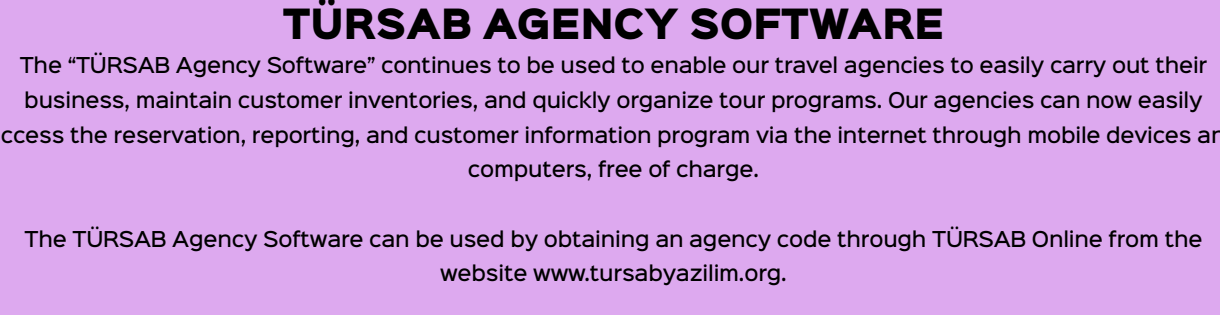 TÜRSAB AGENCY SOFTWARE
The “TÜRSAB Agency Software” continues to be used to enable our travel agencies to easily carry out their
business, maintain customer inventories, and quickly organize tour programs. Our agencies can now easily
ccess the reservation, reporting, and customer information program via the internet through mobile devices an
computers, free of charge.
The TÜRSAB Agency Software can be used by obtaining an agency code through TÜRSAB Online from the
website www.tursabyazilim.org.